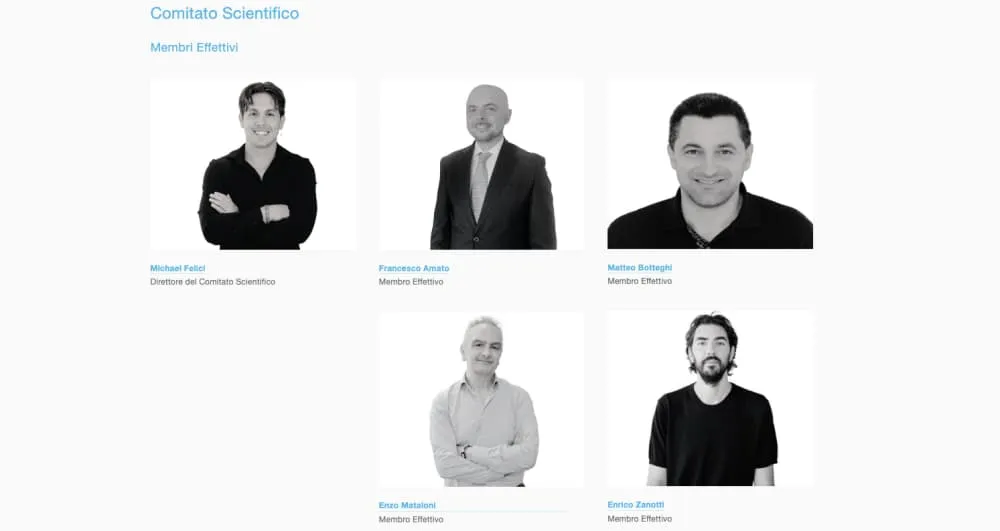 Comitato Scientifico
Membri Effettivi
Michael Felici
Direttore del Comitato Scientifico
Francesco Amato
Membro Effettivo
Matteo Botteghi
Membro Effettivo
Enzo Mataloni
Membro Effettivo
Enrico Zanotti
Membro Effettivo